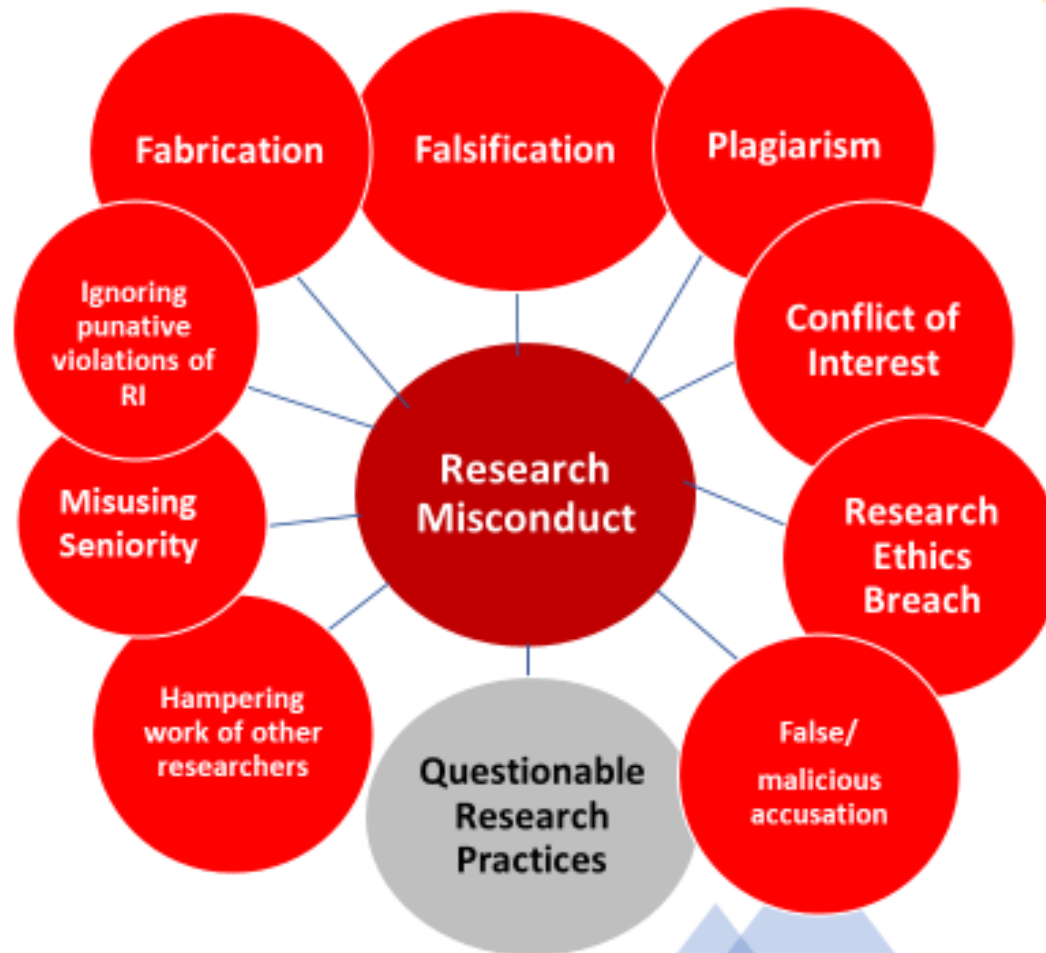 Fabrication
Falsification
Plagiarism
Ignoring
punative
violations of
RI
Conflict of
Interest
Research
Misconduct
Misusing
Seniority
Research
Ethics
Breach
Hampering
work of other
researchers
Questionable
Research
Practices
False/
malicious
accusation